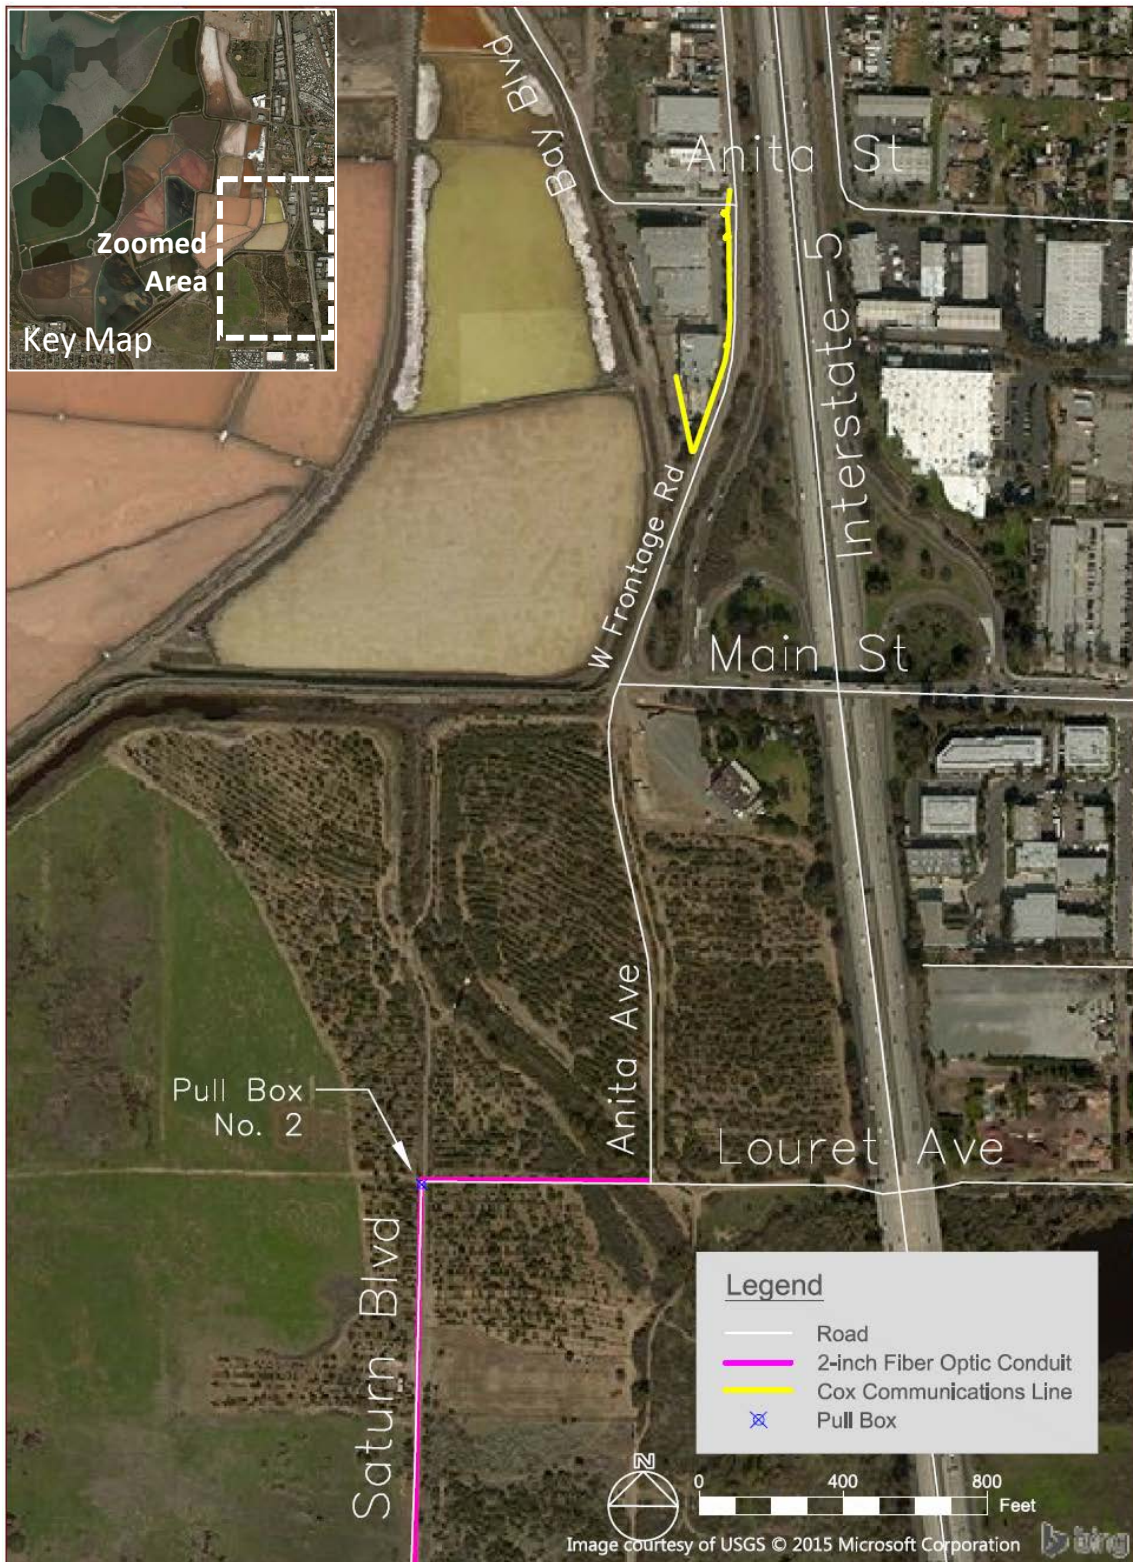 Zoomed
Area
Key Map
Bay Blvd
Anita St
Interstate-5
W Frontage Rd
Main St
Anita Ave
Pull Box
No. 2
Louret Ave
Saturn Blvd
Legend
Road
2-inch Fiber Optic Conduit
Cox Communications Line
Pull Box
N
0 400 800
Feet
Image courtesy of USGS © 2015 Microsoft Corporation
bing